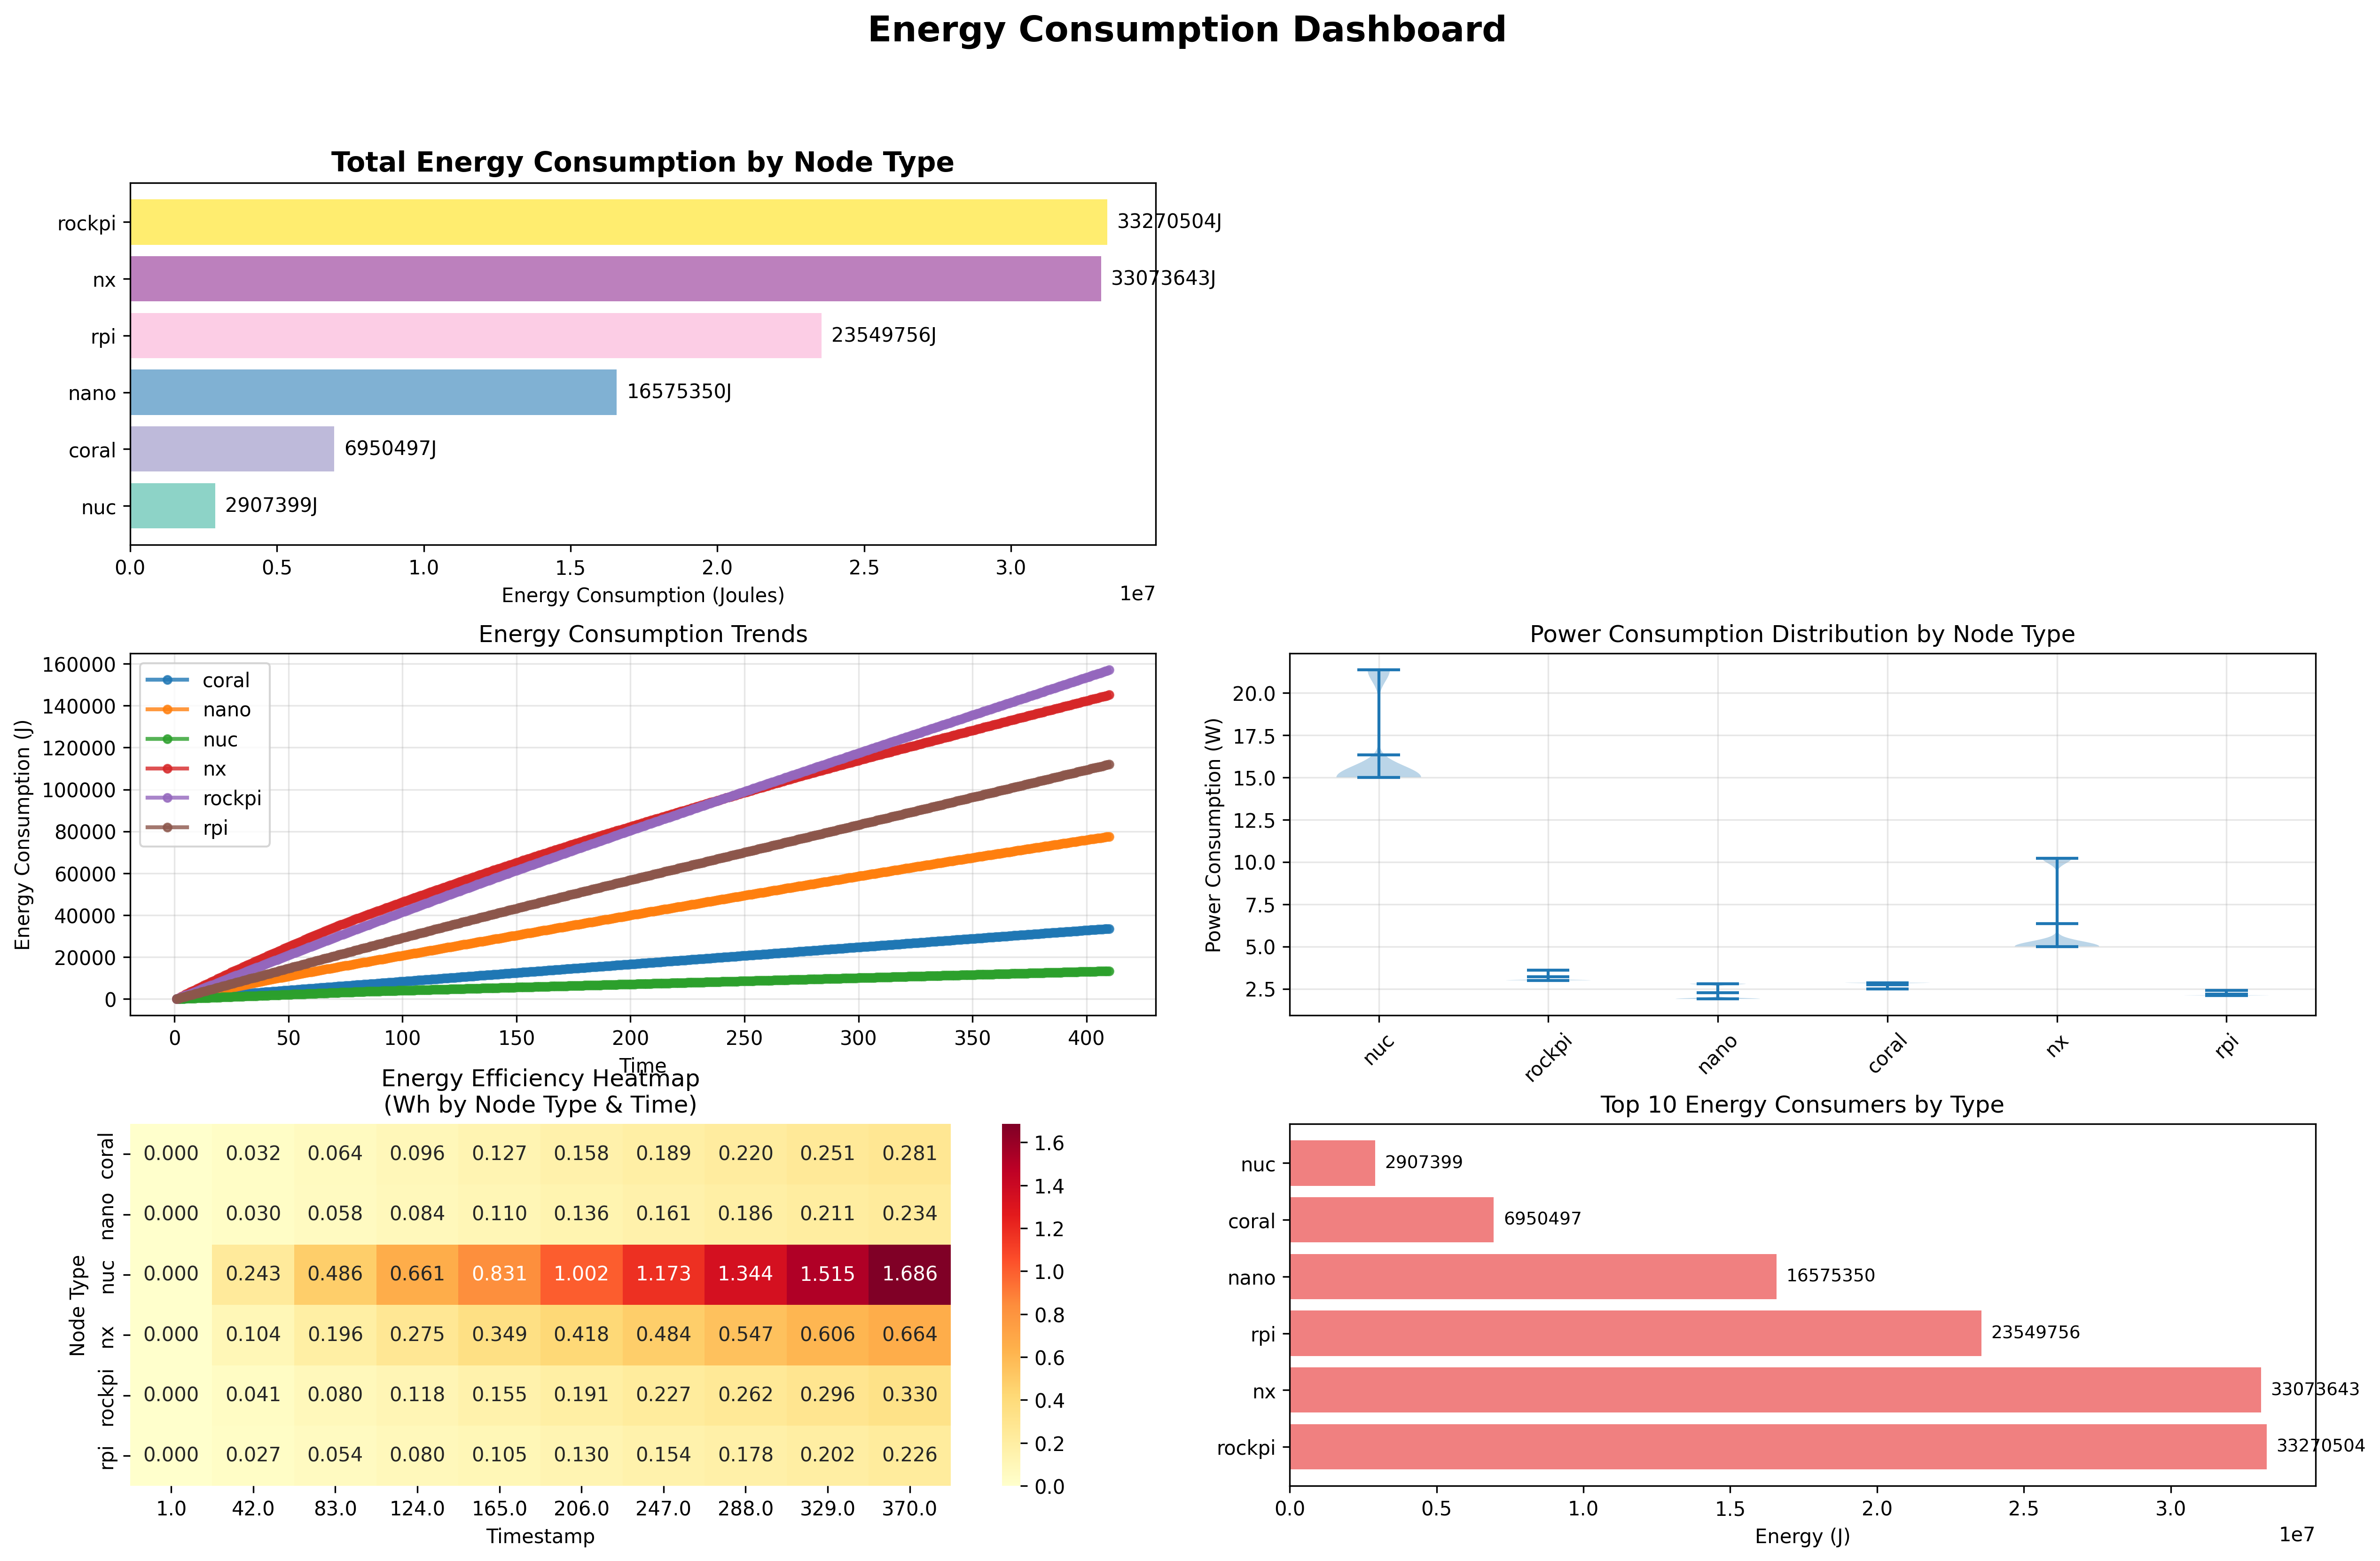 Energy Consumption Dashboard
Total Energy Consumption by Node Type
rockpi
33270504J
nx
33073643J
rpi
23549756J
nano
16575350J
coral
6950497J
nuc
2907399J
0.0 0.5 1.0 1.5 2.0 2.5 3.0
1e7
Energy Consumption (Joules)
Energy Consumption Trends
Energy Consumption (J)
160000
140000
120000
100000
80000
60000
40000
20000
0
coral
nano
nuc
nx
rockpi
rpi
0 50 100 150 200 250 300 350 400
Time
Power Consumption Distribution by Node Type
Power Consumption (W)
20.0
17.5
15.0
12.5
10.0
7.5
5.0
2.5
nuc rockpi nano coral nx rpi
Energy Efficiency Heatmap
(Wh by Node Type & Time)
Node Type
coral 0.000 0.032 0.064 0.096 0.127 0.158 0.189 0.220 0.251 0.281
nano 0.000 0.030 0.058 0.084 0.110 0.136 0.161 0.186 0.211 0.234
nuc 0.000 0.243 0.486 0.661 0.831 1.002 1.173 1.344 1.515 1.686
nx 0.000 0.104 0.196 0.275 0.349 0.418 0.484 0.547 0.606 0.664
rockpi 0.000 0.041 0.080 0.118 0.155 0.191 0.227 0.262 0.296 0.330
rpi 0.000 0.027 0.054 0.080 0.105 0.130 0.154 0.178 0.202 0.226
1.0 42.0 83.0 124.0 165.0 206.0 247.0 288.0 329.0 370.0
Timestamp
1.6
1.4
1.2
1.0
0.8
0.6
0.4
0.2
0.0
Top 10 Energy Consumers by Type
nuc
2907399
coral
6950497
nano
16575350
rpi
23549756
nx
33073643
rockpi
33270504
0.0 0.5 1.0 1.5 2.0 2.5 3.0
1e7
Energy (J)